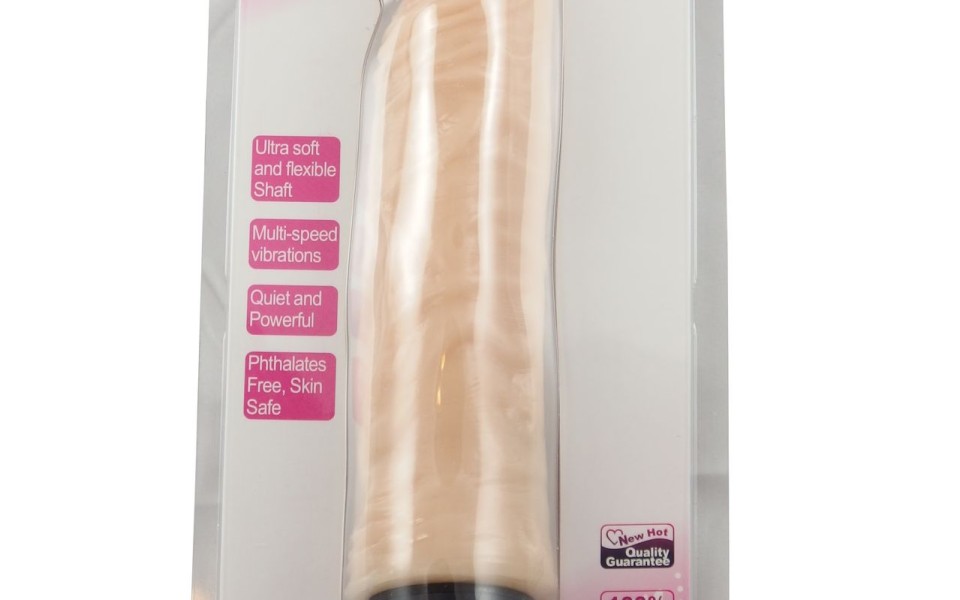 Ultra soft
and flexible
Shaft
Multi-speed
vibrations
Quiet and
Powerful
Phthalates
Free, Skin
Safe
New Hot
Quality
Guarantee
100%